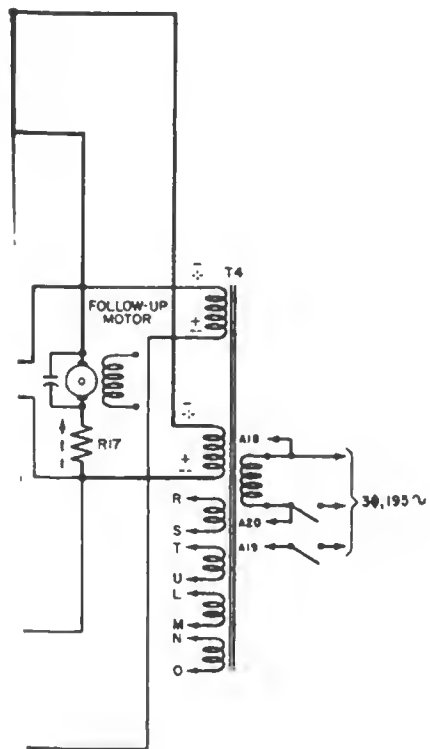 T4
FOLLOW-UP
MOTOR
R17
A18
R
S
A20
3Φ, 195~
T
A19
U
L
M
N
O